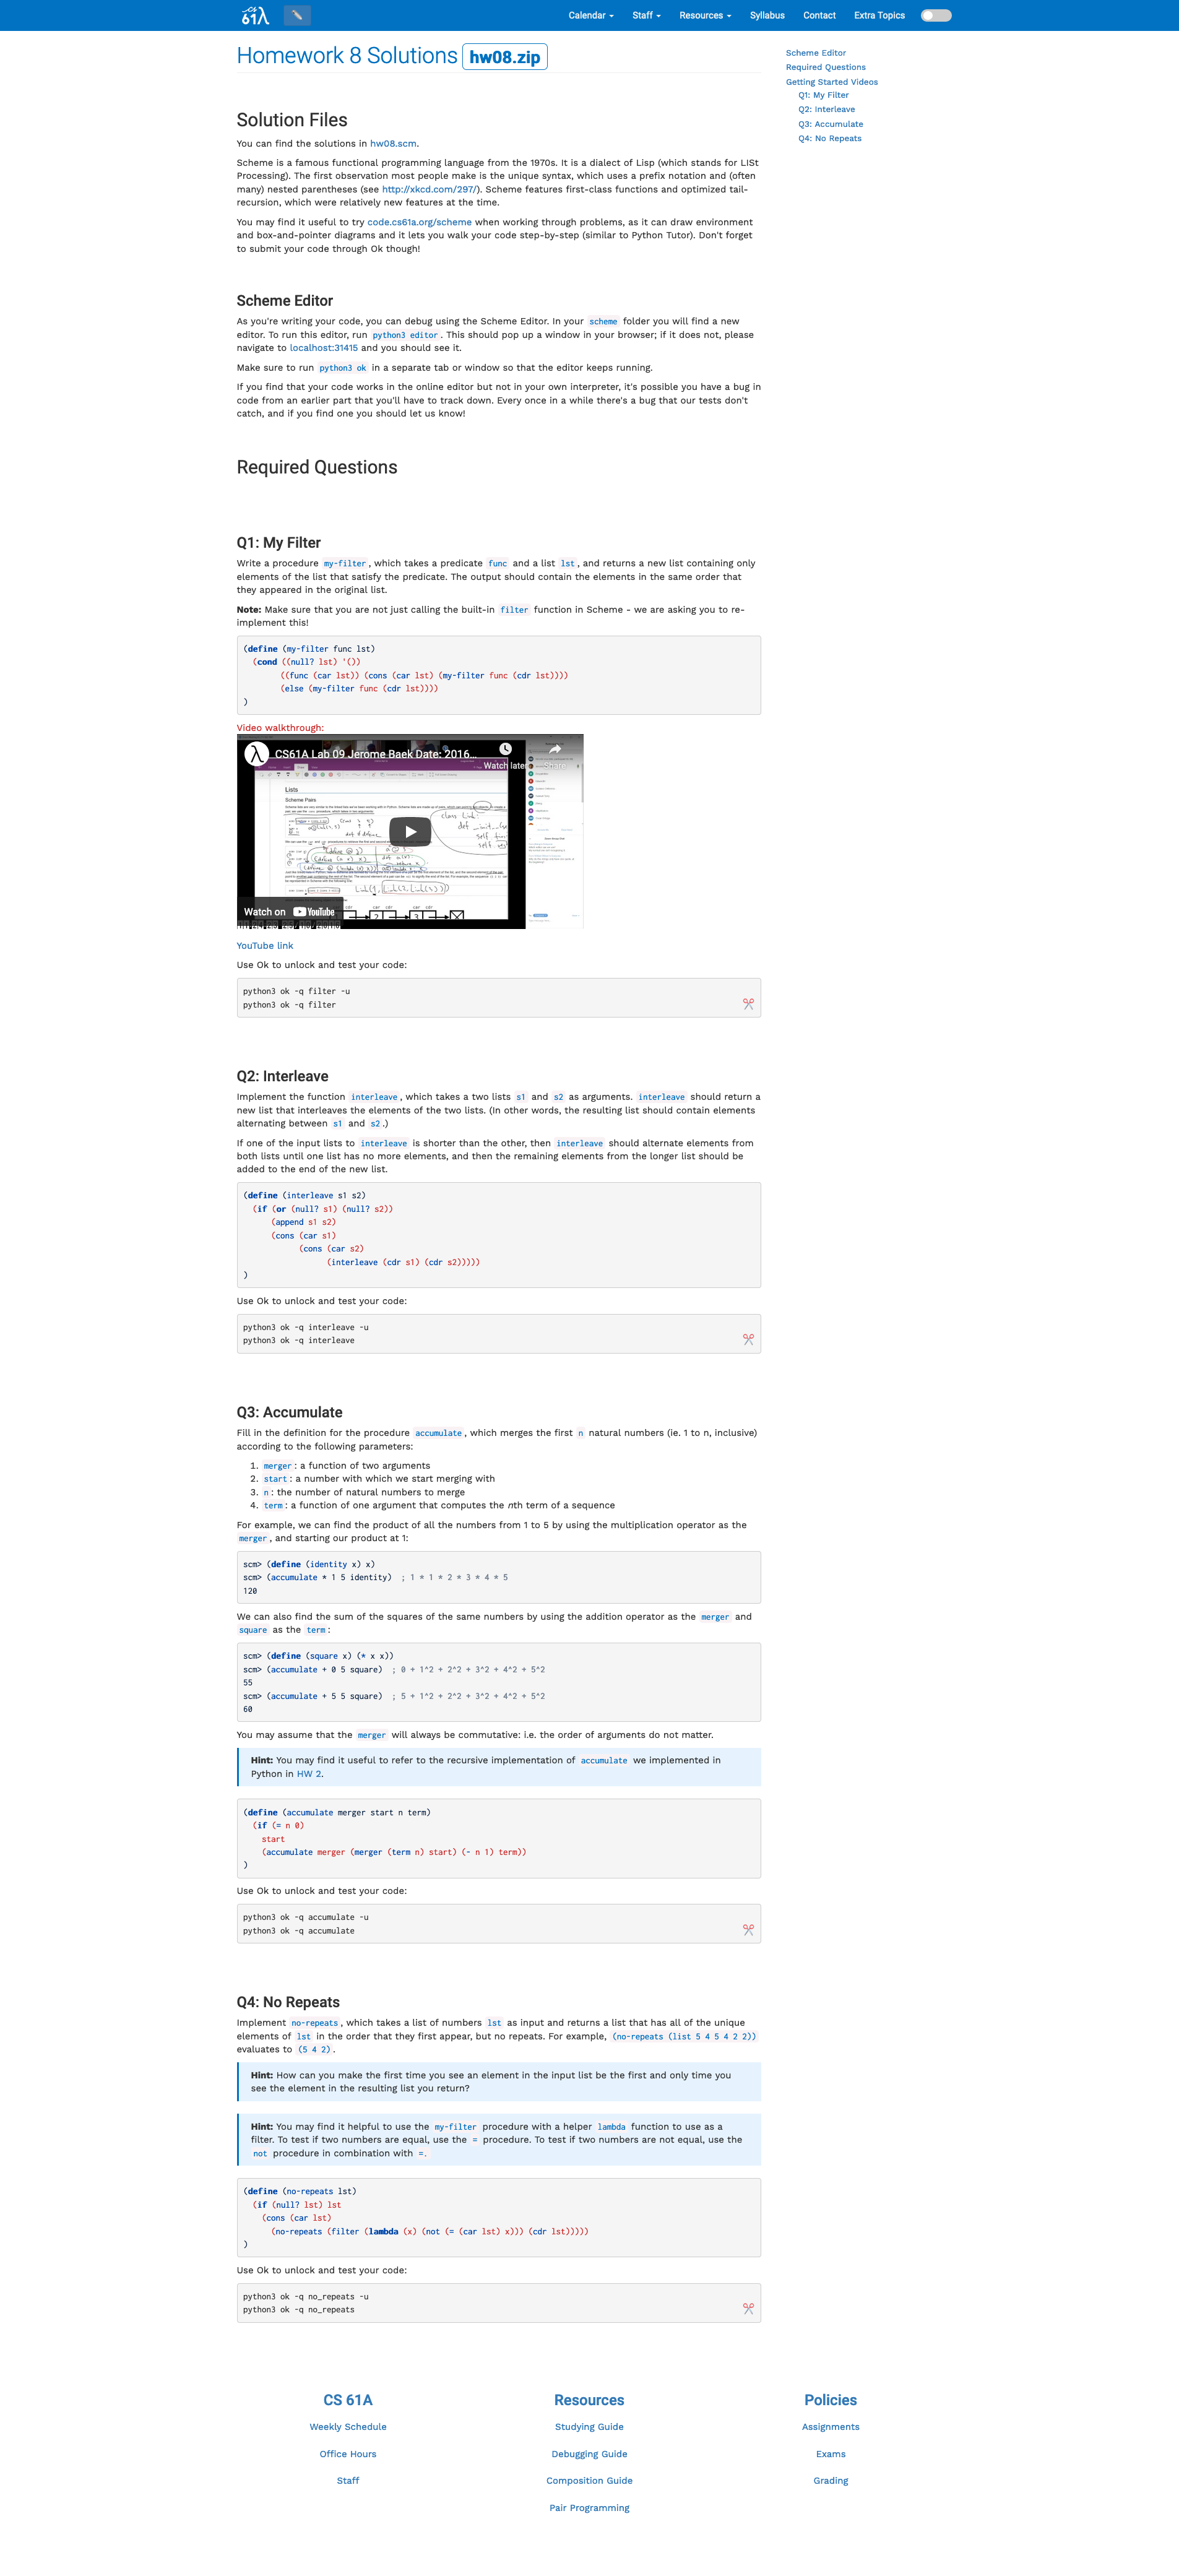 61A
Calendar
Staff
Resources
Syllabus
Contact
Extra Topics
Homework 8 Solutions hw08.zip
Scheme Editor
Required Questions
Getting Started Videos
Q1: My Filter
Q2: Interleave
Q3: Accumulate
Q4: No Repeats
Solution Files
You can find the solutions in hw08.scm.
Scheme is a famous functional programming language from the 1970s. It is a dialect of Lisp (which stands for LISt
Processing). The first observation most people make is the unique syntax, which uses a prefix notation and (often
many) nested parentheses (see http://xkcd.com/297/). Scheme features first-class functions and optimized tail-
recursion, which were relatively new features at the time.
You may find it useful to try code.cs61a.org/scheme when working through problems, as it can draw environment
and box-and-pointer diagrams and it lets you walk your code step-by-step (similar to Python Tutor). Don't forget
to submit your code through Ok though!
Scheme Editor
As you're writing your code, you can debug using the Scheme Editor. In your scheme folder you will find a new
editor. To run this editor, run python3 editor. This should pop up a window in your browser; if it does not, please
navigate to localhost:31415 and you should see it.
Make sure to run python3 ok in a separate tab or window so that the editor keeps running.
If you find that your code works in the online editor but not in your own interpreter, it's possible you have a bug in
code from an earlier part that you'll have to track down. Every once in a while there's a bug that our tests don't
catch, and if you find one you should let us know!
Required Questions
Q1: My Filter
Write a procedure my-filter, which takes a predicate func and a list lst, and returns a new list containing only
elements of the list that satisfy the predicate. The output should contain the elements in the same order that
they appeared in the original list.
Note: Make sure that you are not just calling the built-in filter function in Scheme - we are asking you to re-
implement this!
(define (my-filter func lst)
  (cond ((null? lst) '())
        ((func (car lst)) (cons (car lst) (my-filter func (cdr lst))))
        (else (my-filter func (cdr lst))))
)
Video walkthrough:
CS61A Lab 09 Jerome Baek Date: 2016...
Watch later
Share
Lists
Scheme Pairs
Watch on YouTube
YouTube link
Use Ok to unlock and test your code:
python3 ok -q filter -u
python3 ok -q filter
Q2: Interleave
Implement the function interleave, which takes a two lists s1 and s2 as arguments. interleave should return a
new list that interleaves the elements of the two lists. (In other words, the resulting list should contain elements
alternating between s1 and s2.)
If one of the input lists to interleave is shorter than the other, then interleave should alternate elements from
both lists until one list has no more elements, and then the remaining elements from the longer list should be
added to the end of the new list.
(define (interleave s1 s2)
  (if (or (null? s1) (null? s2))
      (append s1 s2)
      (cons (car s1)
            (cons (car s2)
                  (interleave (cdr s1) (cdr s2)))))
)
Use Ok to unlock and test your code:
python3 ok -q interleave -u
python3 ok -q interleave
Q3: Accumulate
Fill in the definition for the procedure accumulate, which merges the first n natural numbers (ie. 1 to n, inclusive)
according to the following parameters:
1. merger: a function of two arguments
2. start: a number with which we start merging with
3. n: the number of natural numbers to merge
4. term: a function of one argument that computes the nth term of a sequence
For example, we can find the product of all the numbers from 1 to 5 by using the multiplication operator as the
merger, and starting our product at 1:
scm> (define (identity x) x)
scm> (accumulate * 1 5 identity)  ; 1 * 1 * 2 * 3 * 4 * 5
120
We can also find the sum of the squares of the same numbers by using the addition operator as the merger and
square as the term:
scm> (define (square x) (* x x))
scm> (accumulate + 0 5 square)  ; 0 + 1^2 + 2^2 + 3^2 + 4^2 + 5^2
55
scm> (accumulate + 5 5 square)  ; 5 + 1^2 + 2^2 + 3^2 + 4^2 + 5^2
60
You may assume that the merger will always be commutative: i.e. the order of arguments do not matter.
Hint: You may find it useful to refer to the recursive implementation of accumulate we implemented in
Python in HW 2.
(define (accumulate merger start n term)
  (if (= n 0)
    start
    (accumulate merger (merger (term n) start) (- n 1) term))
)
Use Ok to unlock and test your code:
python3 ok -q accumulate -u
python3 ok -q accumulate
Q4: No Repeats
Implement no-repeats, which takes a list of numbers lst as input and returns a list that has all of the unique
elements of lst in the order that they first appear, but no repeats. For example, (no-repeats (list 5 4 5 4 2 2))
evaluates to (5 4 2).
Hint: How can you make the first time you see an element in the input list be the first and only time you
see the element in the resulting list you return?
Hint: You may find it helpful to use the my-filter procedure with a helper lambda function to use as a
filter. To test if two numbers are equal, use the = procedure. To test if two numbers are not equal, use the
not procedure in combination with =.
(define (no-repeats lst)
  (if (null? lst) lst
    (cons (car lst)
      (no-repeats (filter (lambda (x) (not (= (car lst) x))) (cdr lst)))))
)
Use Ok to unlock and test your code:
python3 ok -q no_repeats -u
python3 ok -q no_repeats
CS 61A
Weekly Schedule
Office Hours
Staff
Resources
Studying Guide
Debugging Guide
Composition Guide
Pair Programming
Policies
Assignments
Exams
Grading